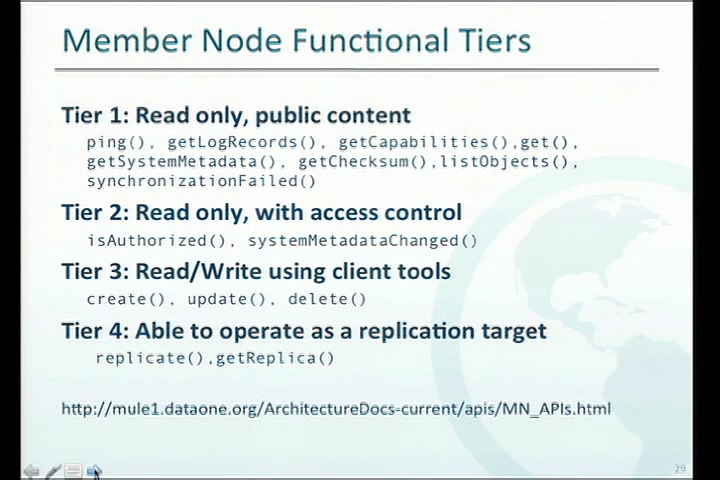 Member Node Functional Tiers
Tier 1: Read only, public content
ping(), getLogRecords(), getCapabilities(),get(),
getSystemMetadata(), getChecksum(),listObjects(),
synchronizationFailed()
Tier 2: Read only, with access control
isAuthorized(), systemMetadataChanged()
Tier 3: Read/Write using client tools
create(), update(), delete()
Tier 4: Able to operate as a replication target
replicate().getReplica()
http://mule1.dataone.org/ArchitectureDocs-current/apis/MN_APIs.html
29